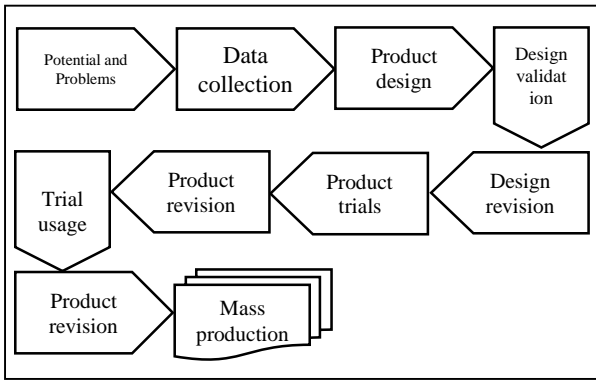 Potential and
Problems
Data
collection
Product
design
Design
validat
ion
Trial
usage
Product
revision
Product
trials
Design
revision
Product
revision
Mass
production